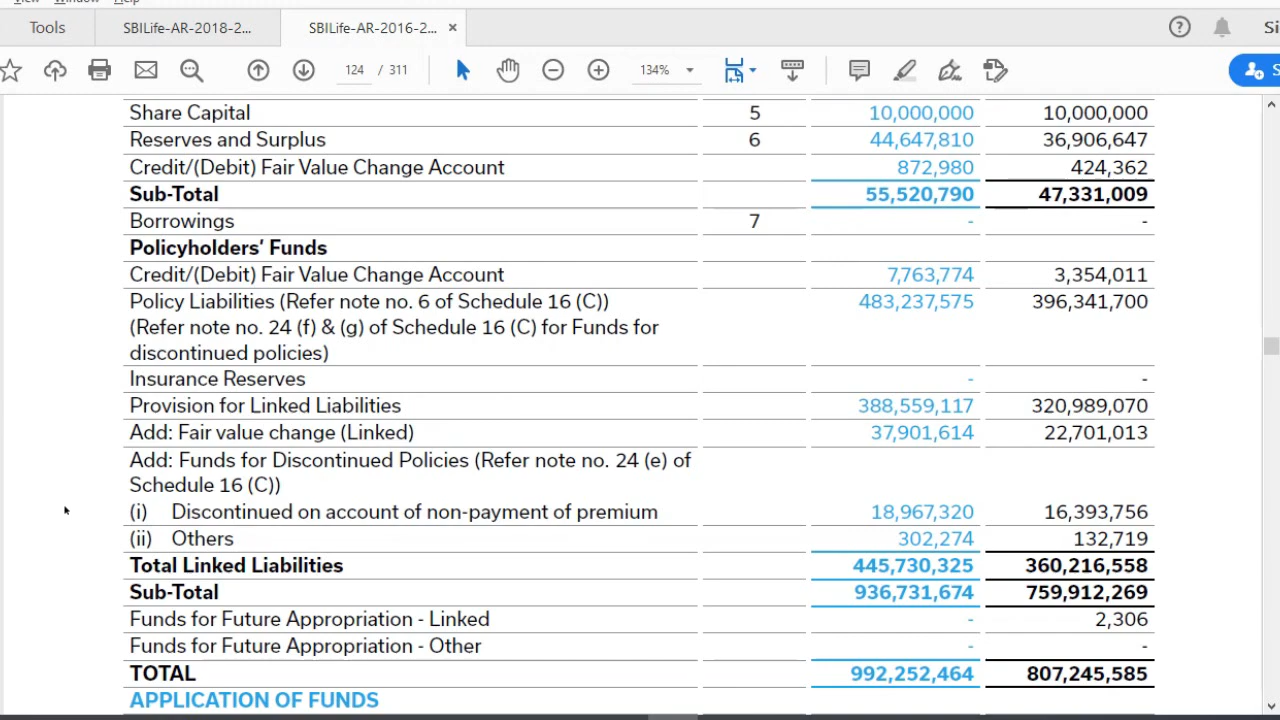 View Window Help
Tools SBILife-AR-2018-2... SBILife-AR-2016-2... ×
124 / 311 134%
Share Capital 5 10,000,000 10,000,000
Reserves and Surplus 6 44,647,810 36,906,647
Credit/(Debit) Fair Value Change Account 872,980 424,362
Sub-Total 55,520,790 47,331,009
Borrowings 7 - -
Policyholders’ Funds
Credit/(Debit) Fair Value Change Account 7,763,774 3,354,011
Policy Liabilities (Refer note no. 6 of Schedule 16 (C)) 483,237,575 396,341,700
(Refer note no. 24 (f) & (g) of Schedule 16 (C) for Funds for
discontinued policies)
Insurance Reserves - -
Provision for Linked Liabilities 388,559,117 320,989,070
Add: Fair value change (Linked) 37,901,614 22,701,013
Add: Funds for Discontinued Policies (Refer note no. 24 (e) of
Schedule 16 (C))
(i) Discontinued on account of non-payment of premium 18,967,320 16,393,756
(ii) Others 302,274 132,719
Total Linked Liabilities 445,730,325 360,216,558
Sub-Total 936,731,674 759,912,269
Funds for Future Appropriation - Linked - 2,306
Funds for Future Appropriation - Other - -
TOTAL 992,252,464 807,245,585
APPLICATION OF FUNDS